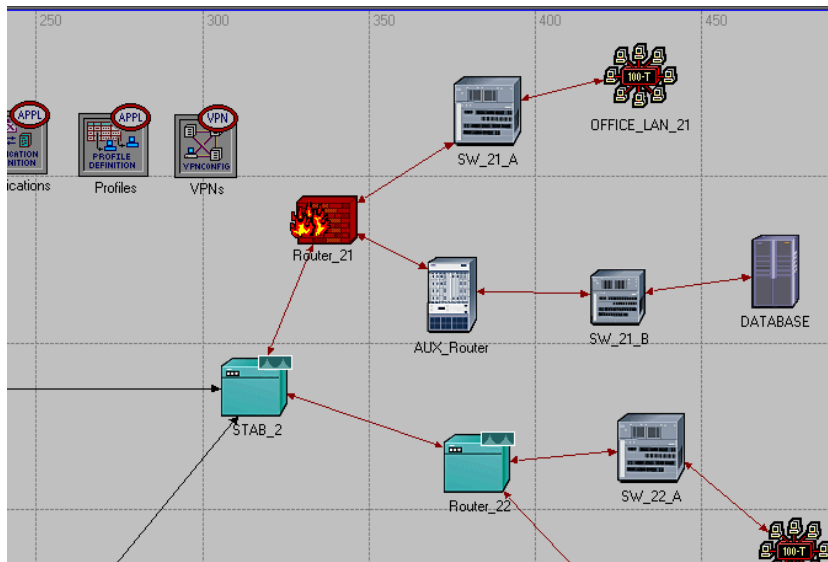 250
300
350
400
450
APPL
APPL
VPN
PROFILE
DEFINITION
VPNCONFIG
Profiles
VPNs
SW_21_A
100-T
OFFICE_LAN_21
Router_21
AUX_Router
SW_21_B
DATABASE
STAB_2
Router_22
SW_22_A
100-T